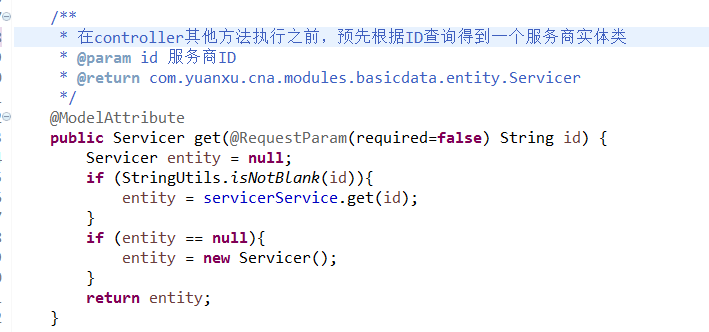 /**
 * 在controller其他方法执行之前，预先根据ID查询得到一个服务商实体类
 * @param id 服务商ID
 * @return com.yuanxu.cna.modules.basicdata.entity.Servicer
 */
@ModelAttribute
public Servicer get(@RequestParam(required=false) String id) {
    Servicer entity = null;
    if (StringUtils.isNotBlank(id)){
        entity = servicerService.get(id);
    }
    if (entity == null){
        entity = new Servicer();
    }
    return entity;
}